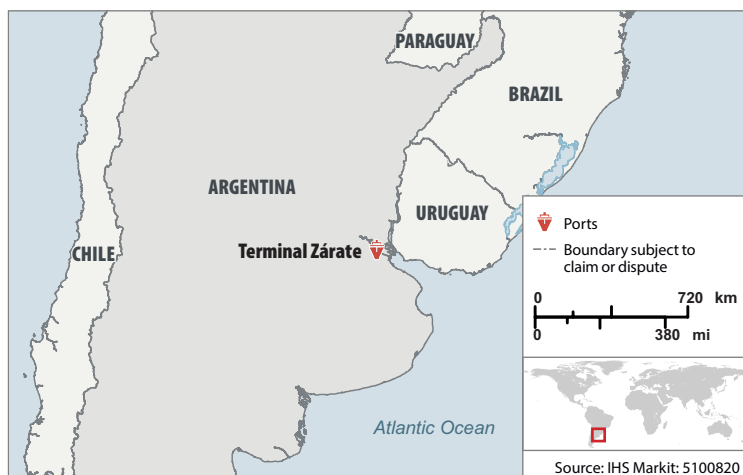 PARAGUAY
BRAZIL
ARGENTINA
URUGUAY
Terminal Zárate
CHILE
Atlantic Ocean
Ports
Boundary subject to
claim or dispute
0 720 km
0 380 mi
Source: IHS Markit: 5100820